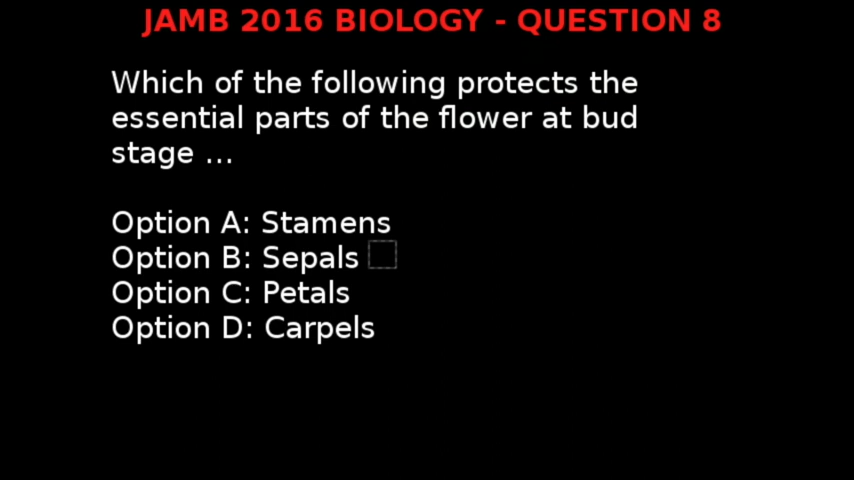 JAMB 2016 BIOLOGY - QUESTION 8
Which of the following protects the
essential parts of the flower at bud
stage ...
Option A: Stamens
Option B: Sepals
Option C: Petals
Option D: Carpels